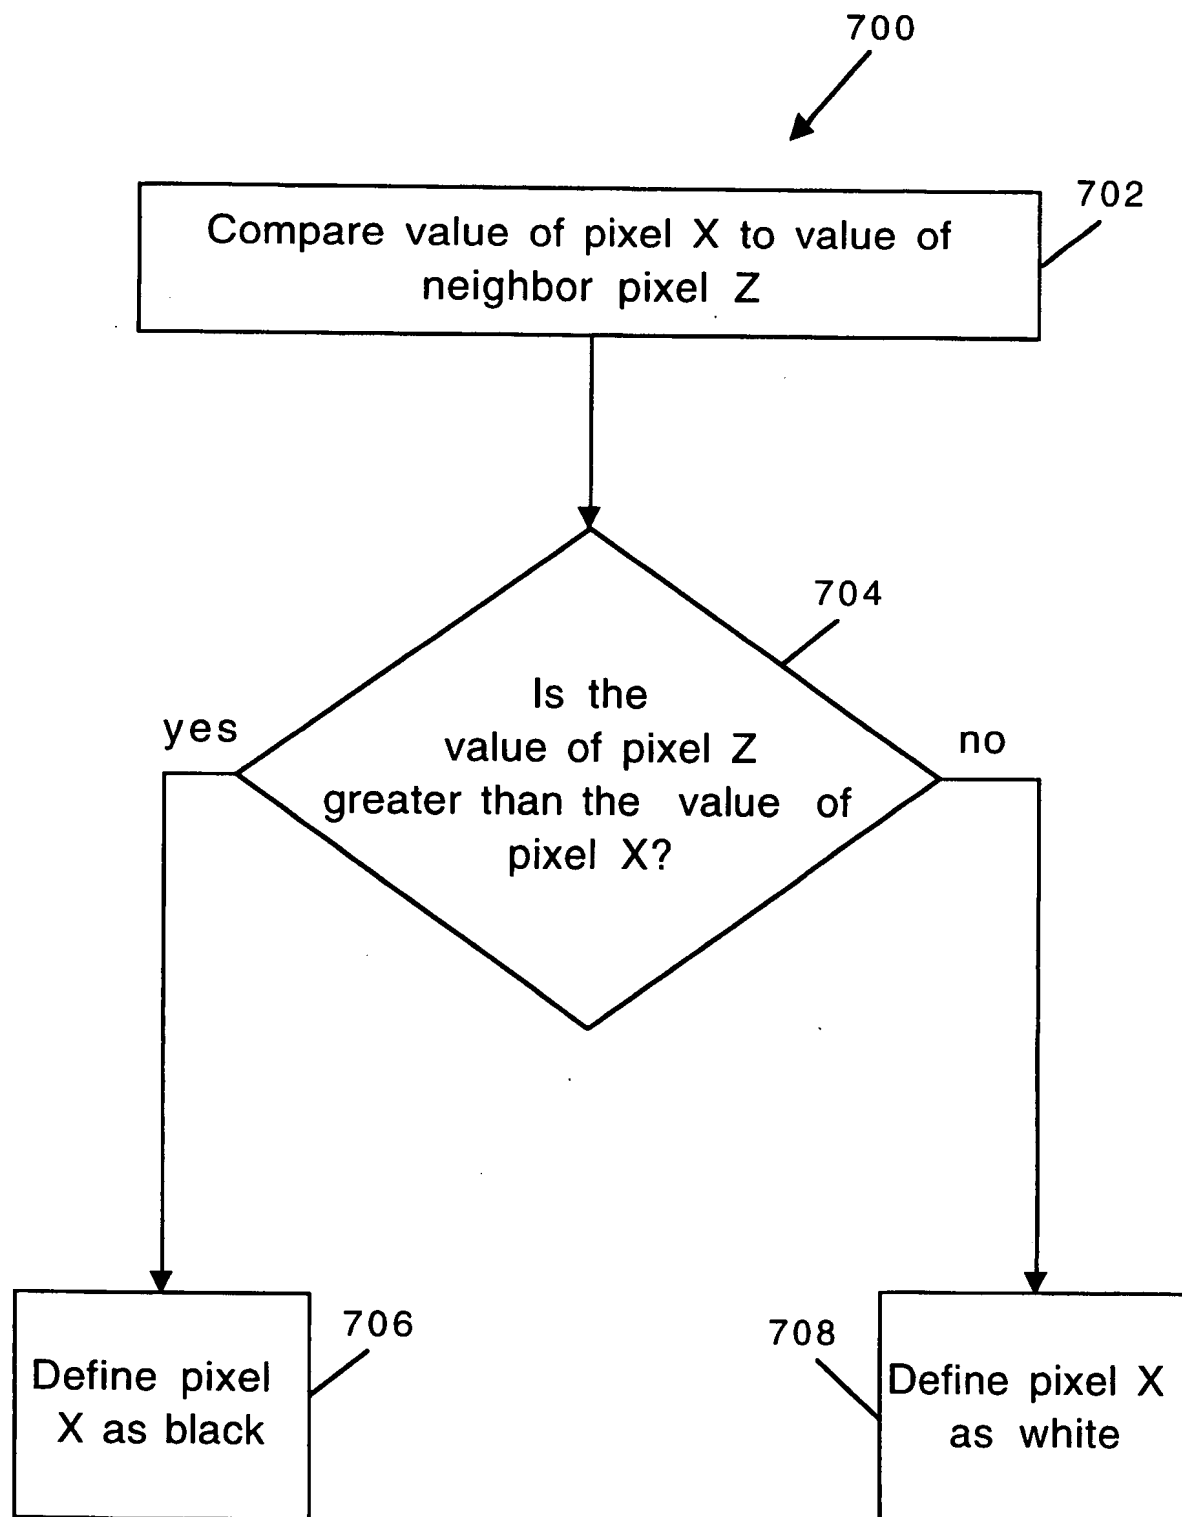 700
702
Compare value of pixel X to value of
neighbor pixel Z
704
Is the
value of pixel Z
greater than the value of
pixel X?
yes
no
706
708
Define pixel
X as black
Define pixel X
as white